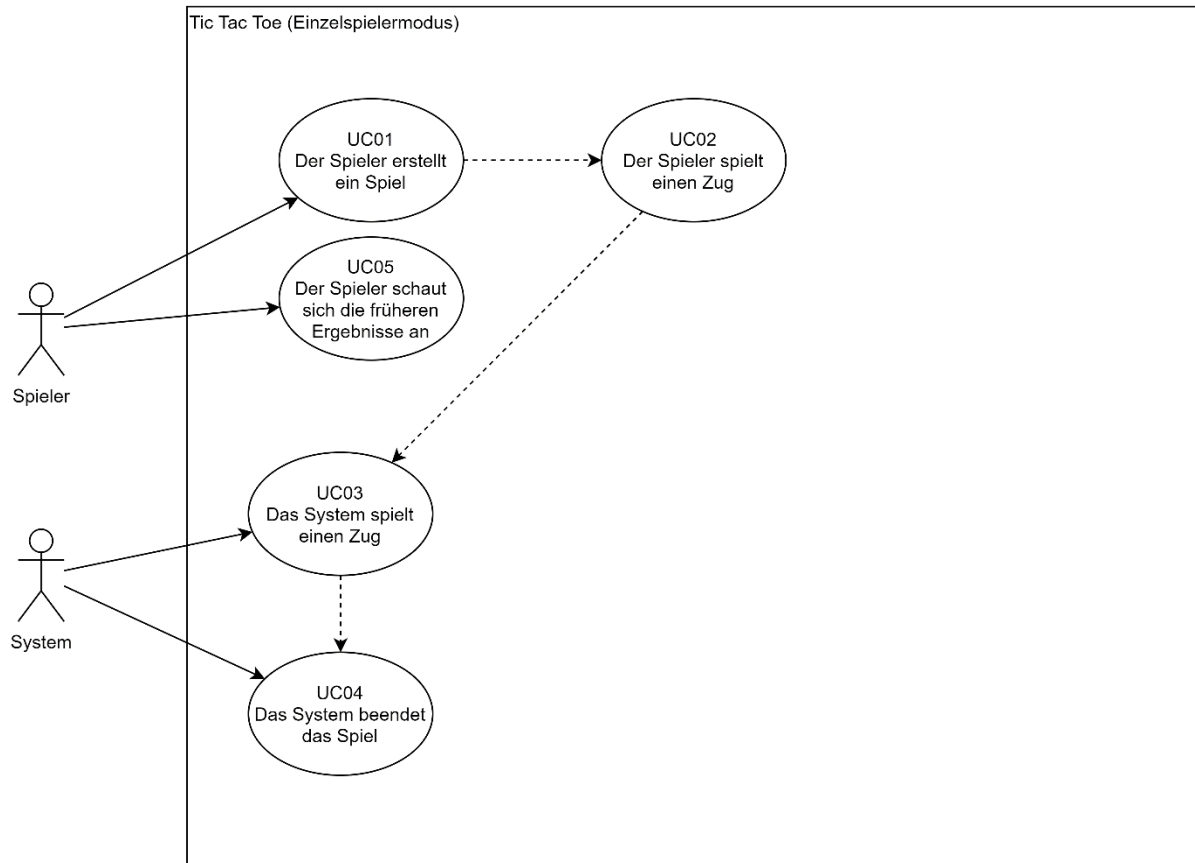 Tic Tac Toe (Einzelspielermodus)
UC01
Der Spieler erstellt
ein Spiel
UC02
Der Spieler spielt
einen Zug
UC05
Der Spieler schaut
sich die früheren
Ergebnisse an
Spieler
UC03
Das System spielt
einen Zug
System
UC04
Das System beendet
das Spiel